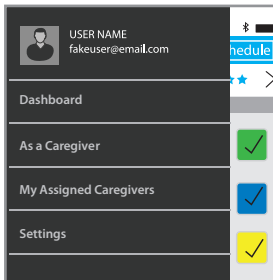 USER NAME
fakeuser@email.com
hedule
Dashboard
As a Caregiver
My Assigned Caregivers
Settings